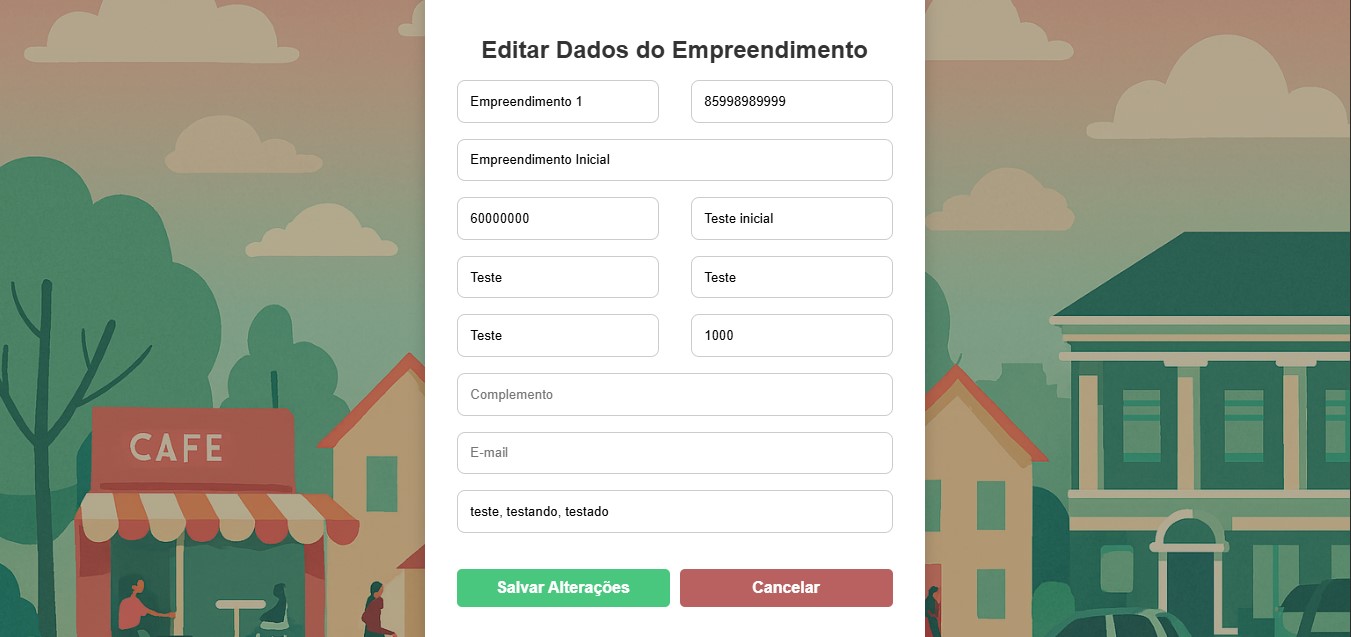 Editar Dados do Empreendimento
Empreendimento 1
85998989999
Empreendimento Inicial
60000000
Teste inicial
Teste
Teste
Teste
1000
Complemento
E-mail
teste, testando, testado
Salvar Alterações
Cancelar
CAFE